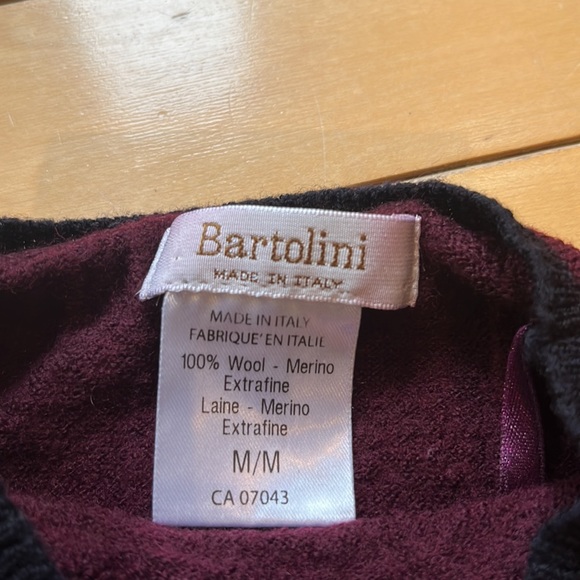 Bartolini
MADE IN ITALY
MADE IN ITALY
FABRIQUE' EN ITALIE
100% Wool - Merino
Extrafine
Laine - Merino
Extrafine
M/M
CA 07043